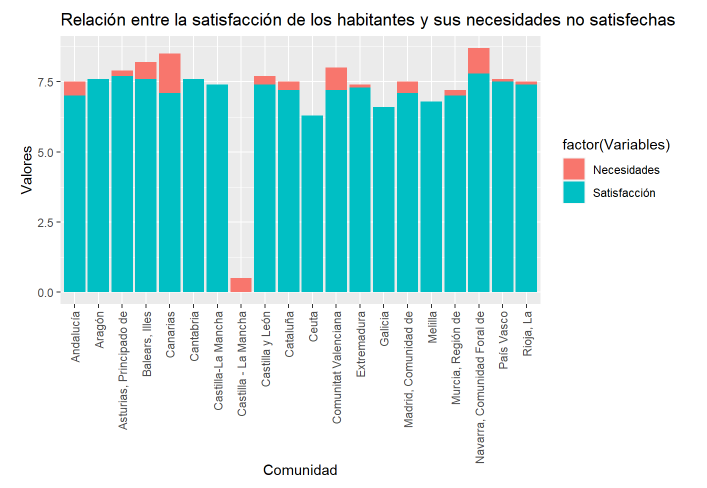 Relación entre la satisfacción de los habitantes y sus necesidades no satisfechas
Valores
7.5
5.0
2.5
0.0
Andalucía
Aragón
Asturias, Principado de
Balears, Illes
Canarias
Cantabria
Castilla-La Mancha
Castilla - La Mancha
Castilla y León
Cataluña
Ceuta
Comunitat Valenciana
Extremadura
Galicia
Madrid, Comunidad de
Melilla
Murcia, Región de
Navarra, Comunidad Foral de
País Vasco
Rioja, La
Comunidad
factor(Variables)
Necesidades
Satisfacción